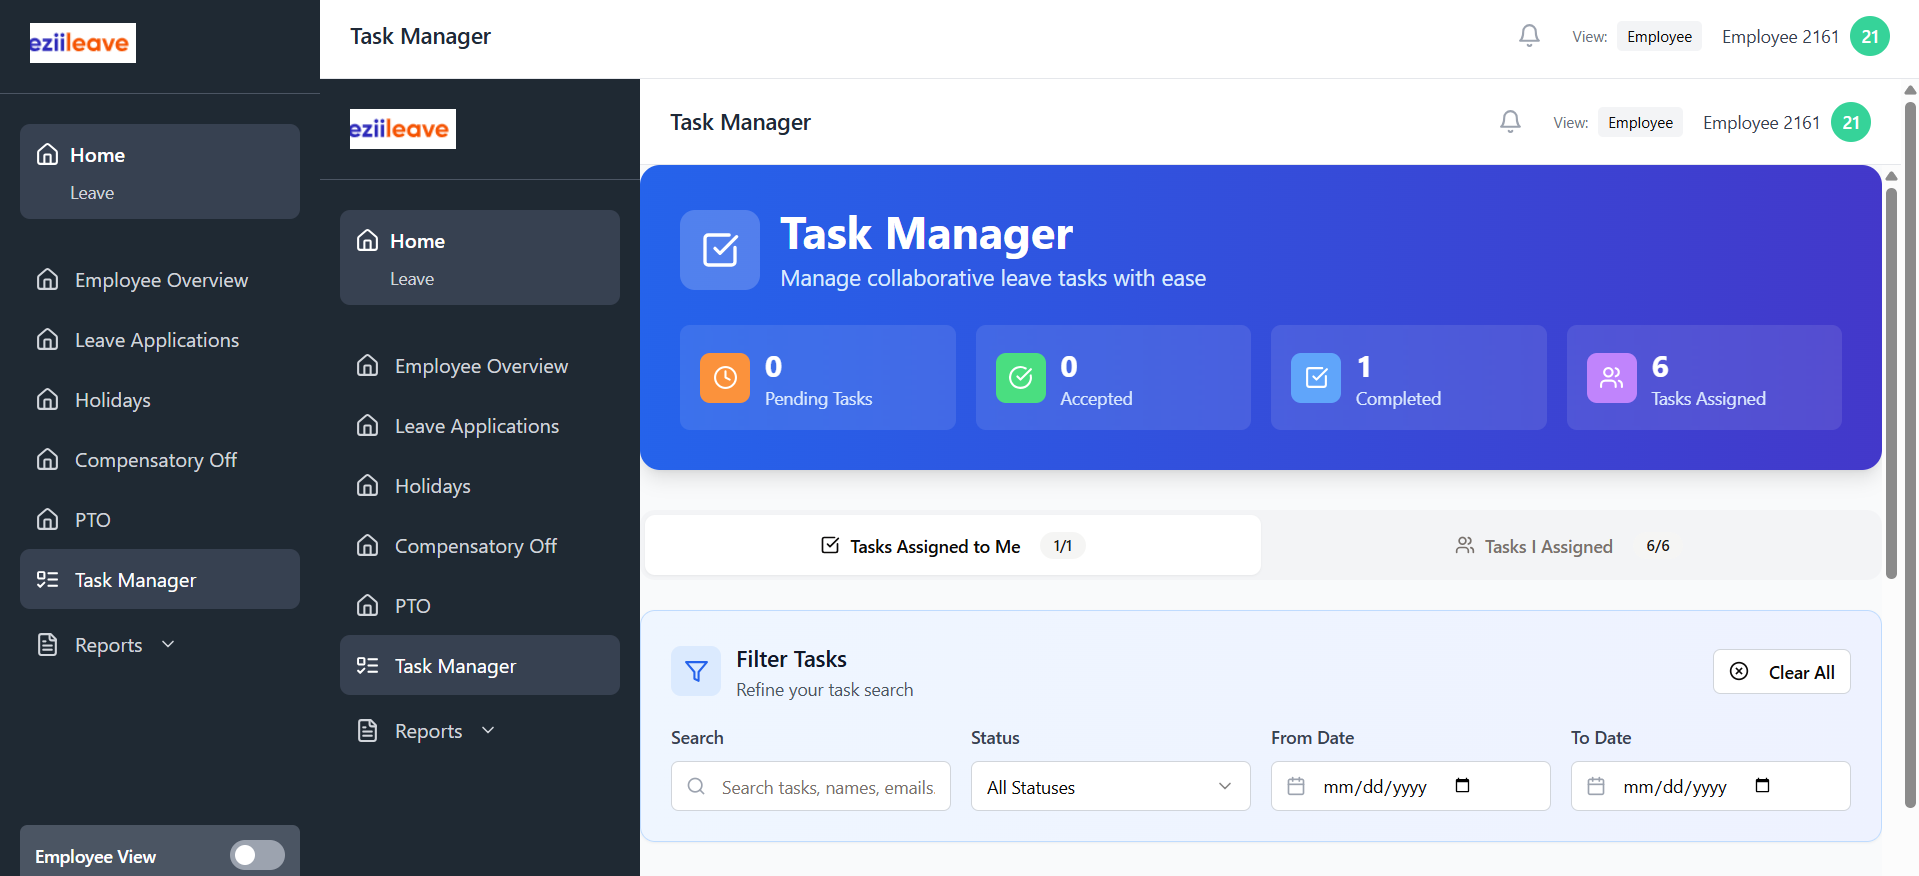 eziileave
Home
Leave
Employee Overview
Leave Applications
Holidays
Compensatory Off
PTO
Task Manager
Reports
Employee View
Task Manager
View: Employee Employee 2161 21
eziileave
Home
Leave
Employee Overview
Leave Applications
Holidays
Compensatory Off
PTO
Task Manager
Reports
Task Manager
View: Employee Employee 2161 21
Task Manager
Manage collaborative leave tasks with ease
0
Pending Tasks
0
Accepted
1
Completed
6
Tasks Assigned
Tasks Assigned to Me 1/1
Tasks I Assigned 6/6
Filter Tasks
Refine your task search
Clear All
Search
Search tasks, names, emails.
Status
All Statuses
From Date
mm/dd/yyyy
To Date
mm/dd/yyyy